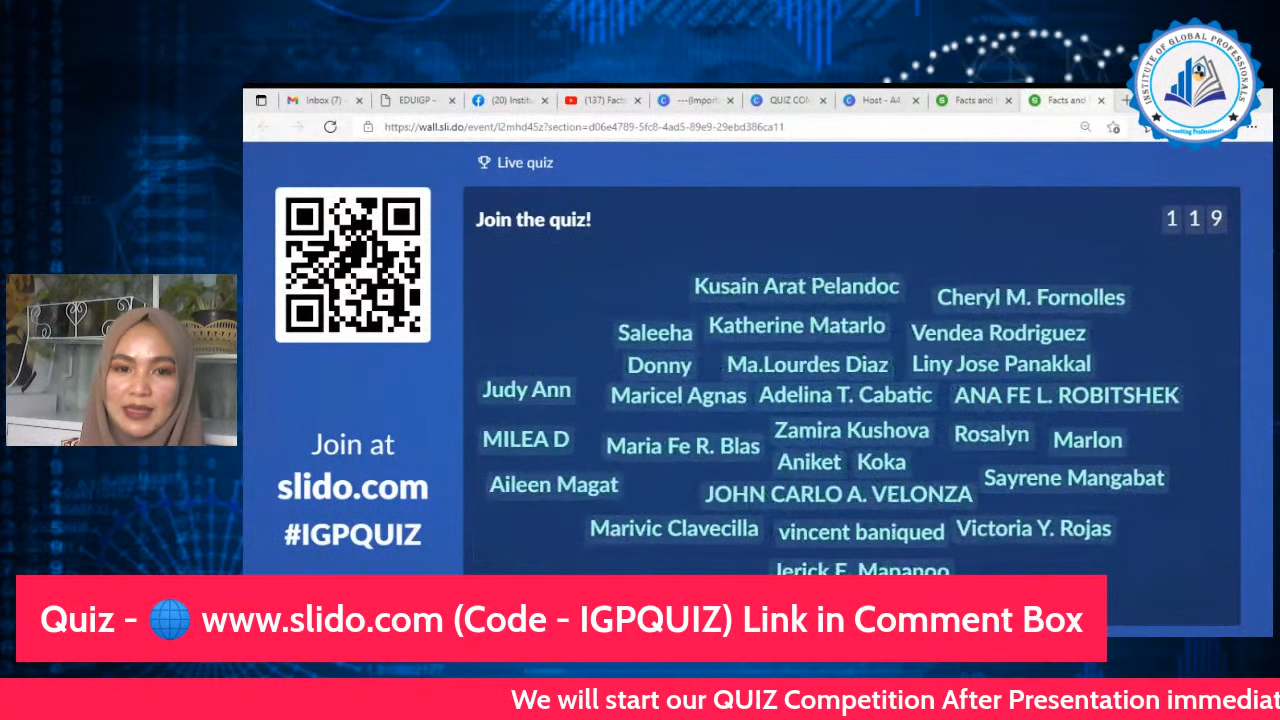 INSTITUTE OF GLOBAL PROFESSIONALS
Consulting Professionals
Inbox (7)
EDUIGP -
(20) Institu
(137) Facts
---(Import
QUIZ CON
Host - A4
Facts and
Facts and
https://wall.sli.do/event/l2mhd45z?section=d06e4789-5fc8-4ad5-89e9-29ebd386ca11
Live quiz
Join the quiz!
1 1 9
Kusain Arat Pelandoc
Cheryl M. Fornolles
Saleeha
Katherine Matarlo
Vendea Rodriguez
Donny
Ma.Lourdes Diaz
Liny Jose Panakkal
Judy Ann
Maricel Agnas
Adelina T. Cabatic
ANA FE L. ROBITSHEK
MILEA D
Maria Fe R. Blas
Zamira Kushova
Rosalyn
Marlon
Aniket
Koka
Aileen Magat
Sayrene Mangabat
JOHN CARLO A. VELONZA
Marivic Clavecilla
vincent baniqued
Victoria Y. Rojas
Jerick E. Mapanoo
Join at
slido.com
#IGPQUIZ
Quiz - 🌐 www.slido.com (Code - IGPQUIZ) Link in Comment Box
We will start our QUIZ Competition After Presentation immediat